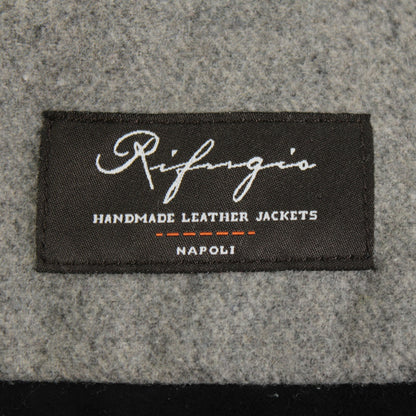 Rifugio
HANDMADE LEATHER JACKETS
NAPOLI